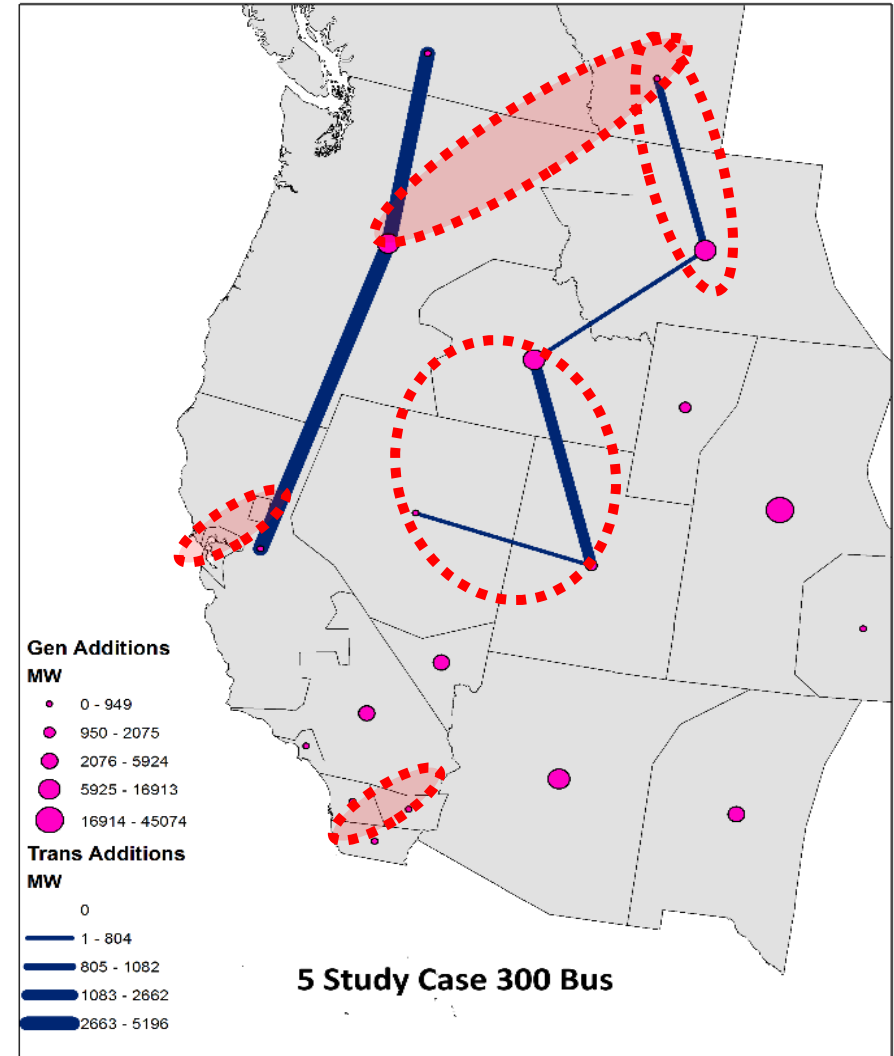 Gen Additions
MW
0 - 949
950 - 2075
2076 - 5924
5925 - 16913
16914 - 45074
Trans Additions
MW
0
1 - 804
805 - 1082
1083 - 2662
2663 - 5196
5 Study Case 300 Bus